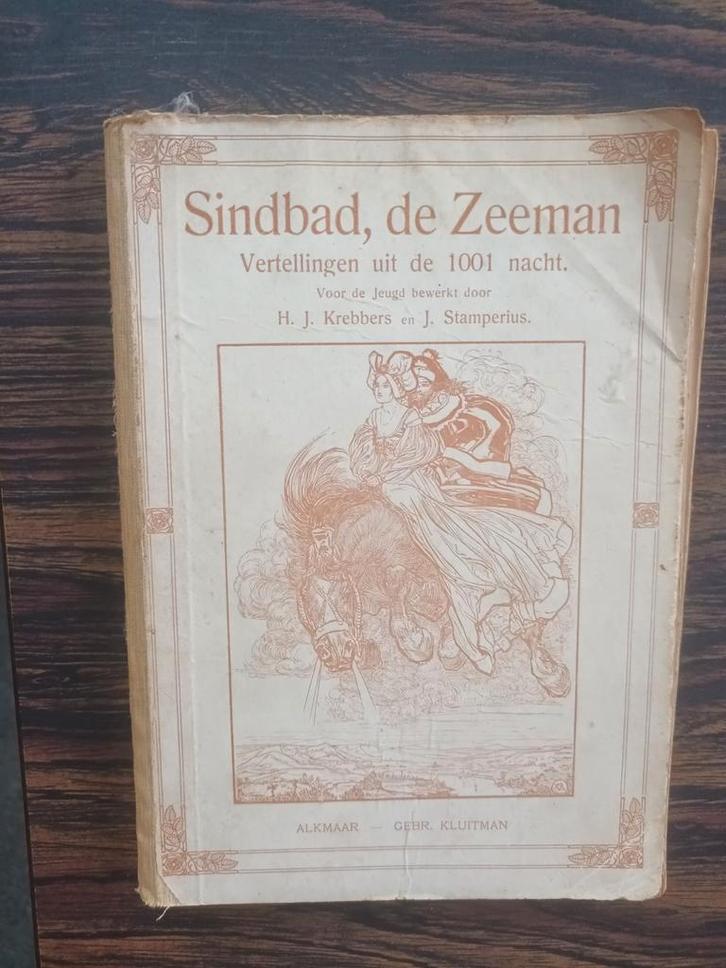 Sindbad, de Zeeman
Vertellingen uit de 1001 nacht.
Voor de Jeugd bewerkt door
H. J. Krebbers en J. Stamperius.
ALKMAAR — GEBR. KLUITMAN